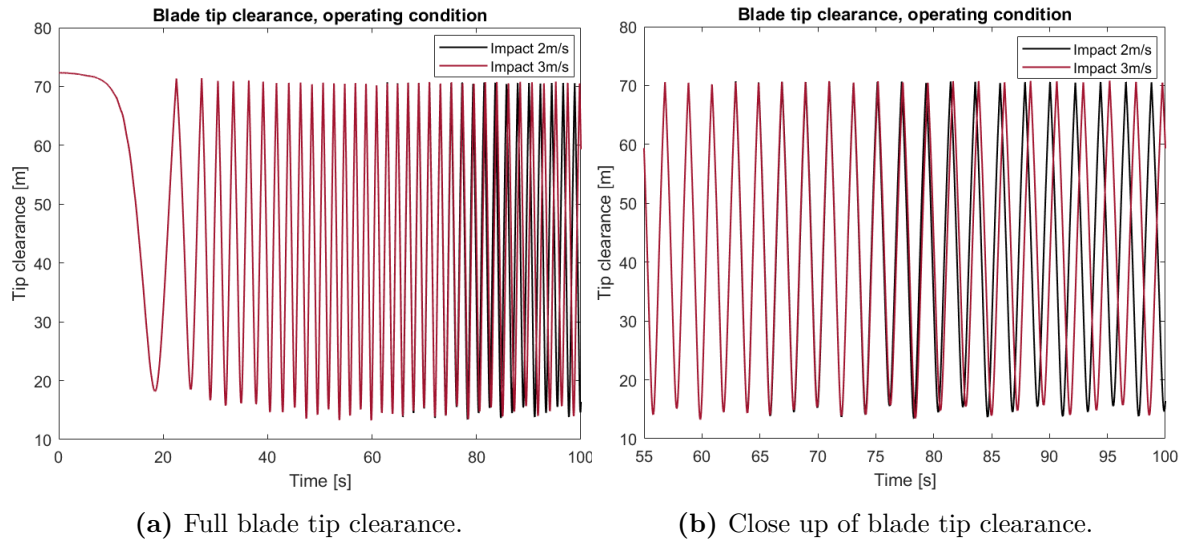 Blade tip clearance, operating condition
Impact 2m/s
Impact 3m/s
Tip clearance [m]
80
70
60
50
40
30
20
10
0
20
40
60
80
100
Time [s]
(a) Full blade tip clearance.
Blade tip clearance, operating condition
Impact 2m/s
Impact 3m/s
Tip clearance [m]
80
70
60
50
40
30
20
10
55
60
65
70
75
80
85
90
95
100
Time [s]
(b) Close up of blade tip clearance.